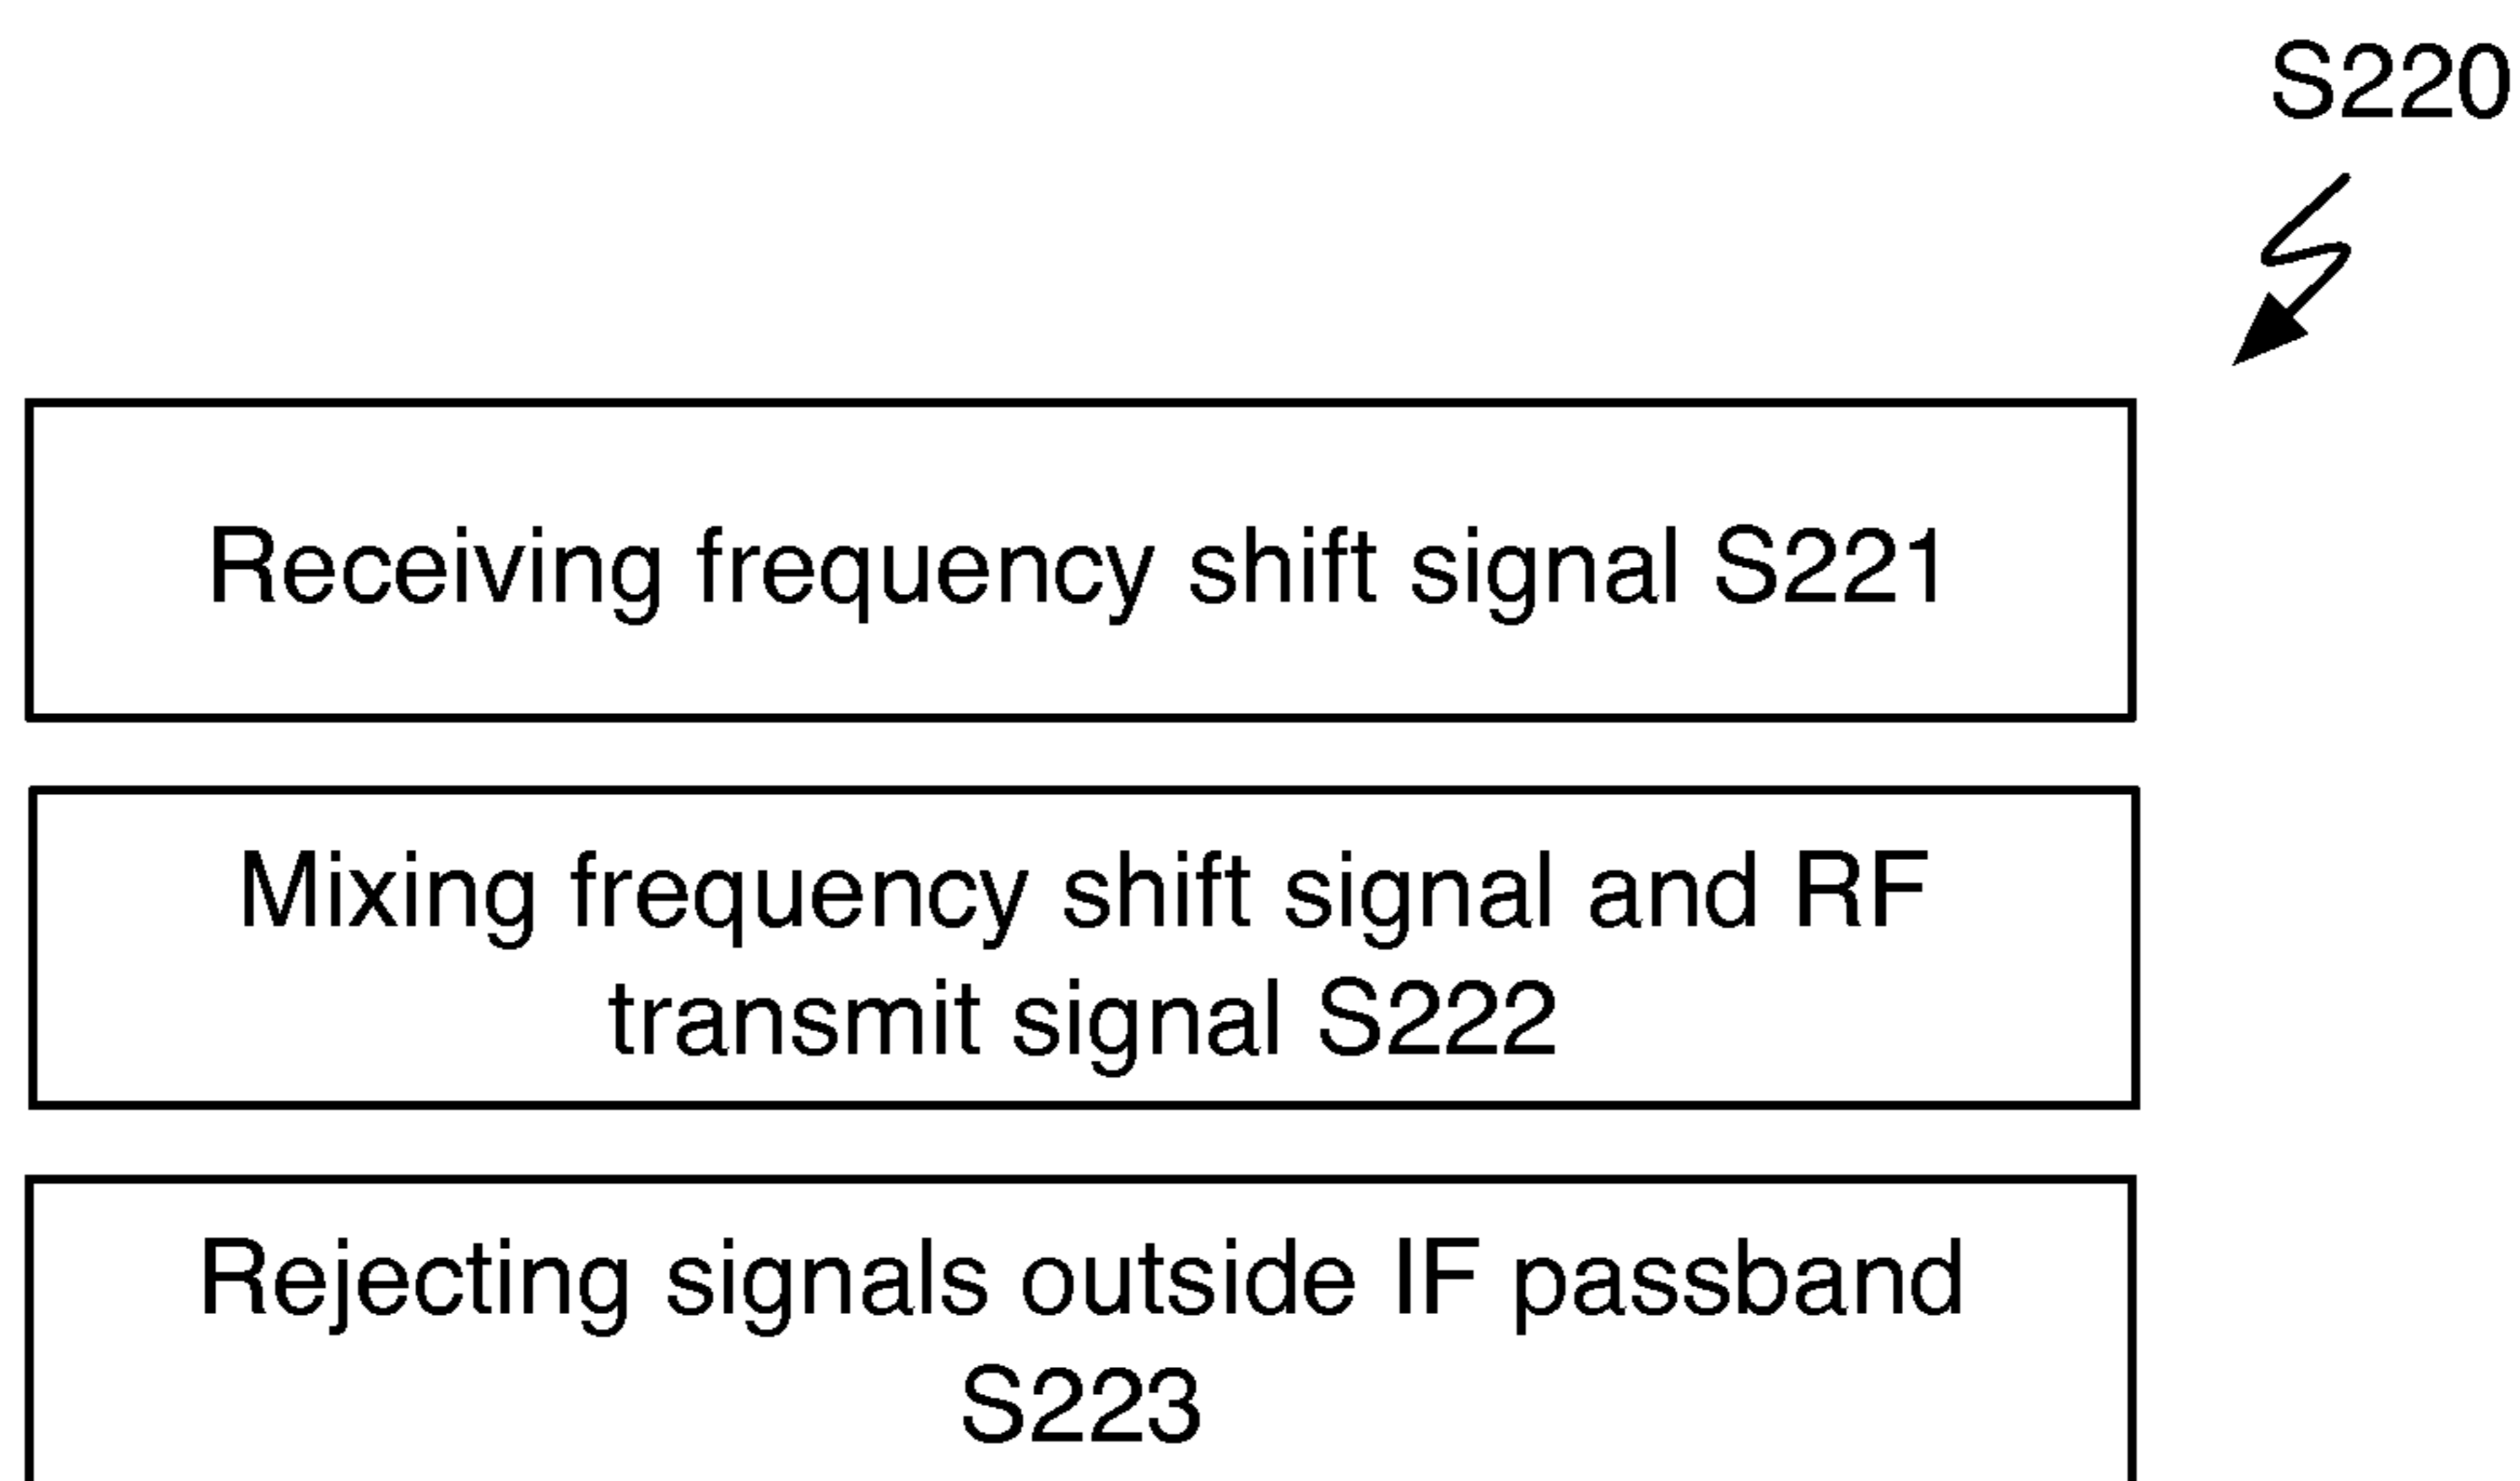 S220
Receiving frequency shift signal S221
Mixing frequency shift signal and RF
transmit signal S222
Rejecting signals outside IF passband
S223